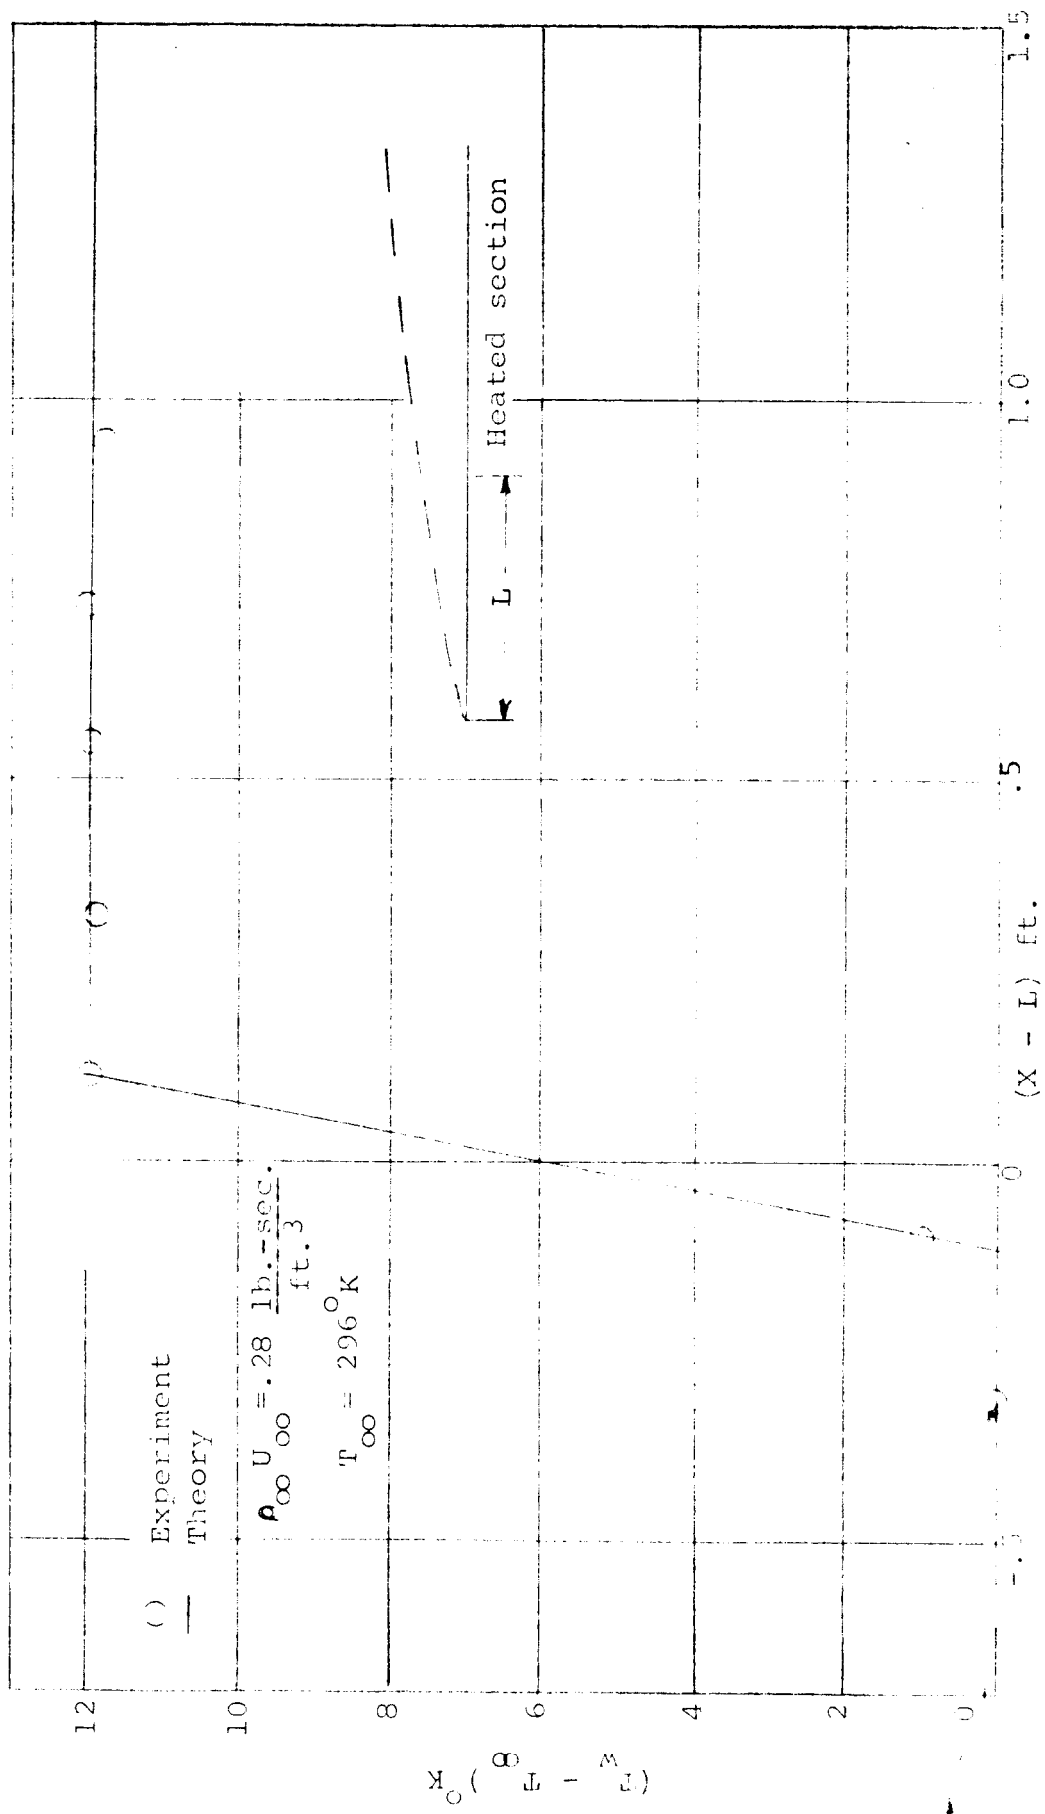 () Experiment
— Theory
ρ∞U∞ = .28 lb.-sec.
ft.3
T∞ = 296°K
L
Heated section
12
10
8
6
4
2
0
(Tw - T∞)°K
0
.5
1.0
1.5
(X - L) ft.